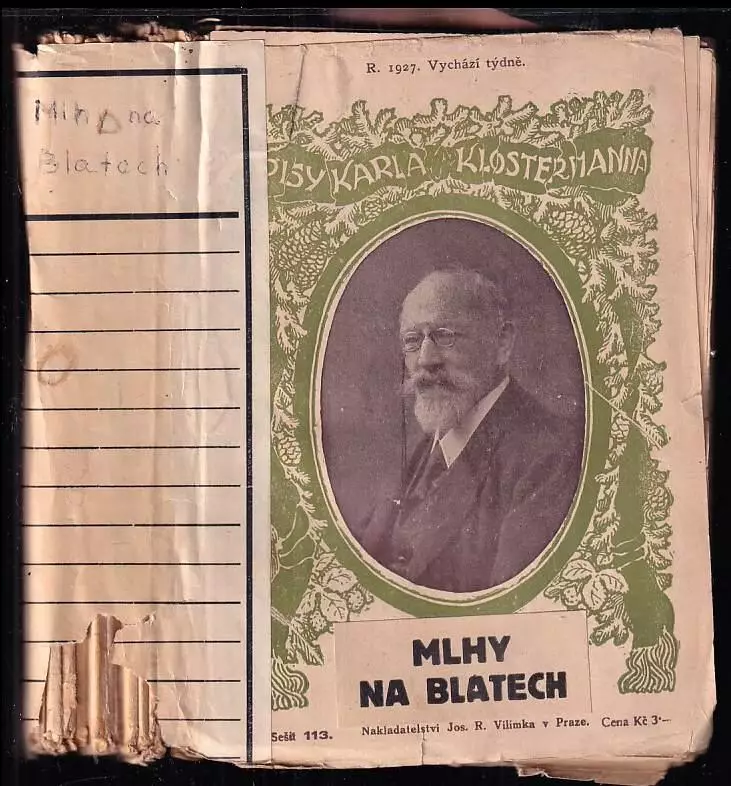 Mlhy na
Blatech
R. 1927. Vychází týdně.
PISY KARLA KLOSTERMANNA
MLHY
NA BLATECH
Sešit 113.
Nakladatelství Jos. R. Vilímka v Praze.
Cena Kč 3·–